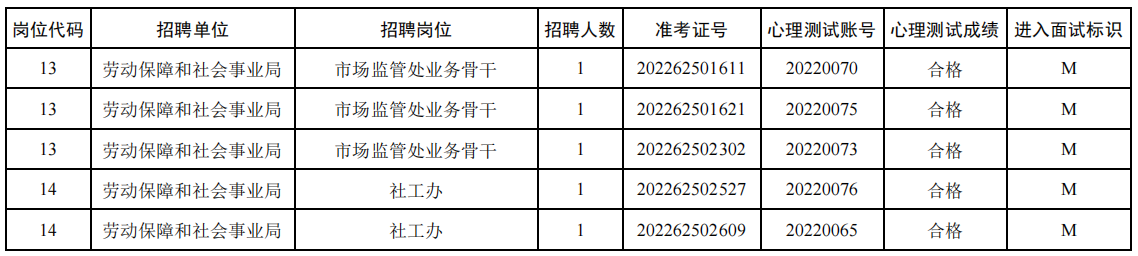 岗位代码 招聘单位 招聘岗位 招聘人数 准考证号 心理测试账号 心理测试成绩 进入面试标识
13 劳动保障和社会事业局 市场监管处业务骨干 1 202262501611 20220070 合格 M
13 劳动保障和社会事业局 市场监管处业务骨干 1 202262501621 20220075 合格 M
13 劳动保障和社会事业局 市场监管处业务骨干 1 202262502302 20220073 合格 M
14 劳动保障和社会事业局 社工办 1 202262502527 20220076 合格 M
14 劳动保障和社会事业局 社工办 1 202262502609 20220065 合格 M